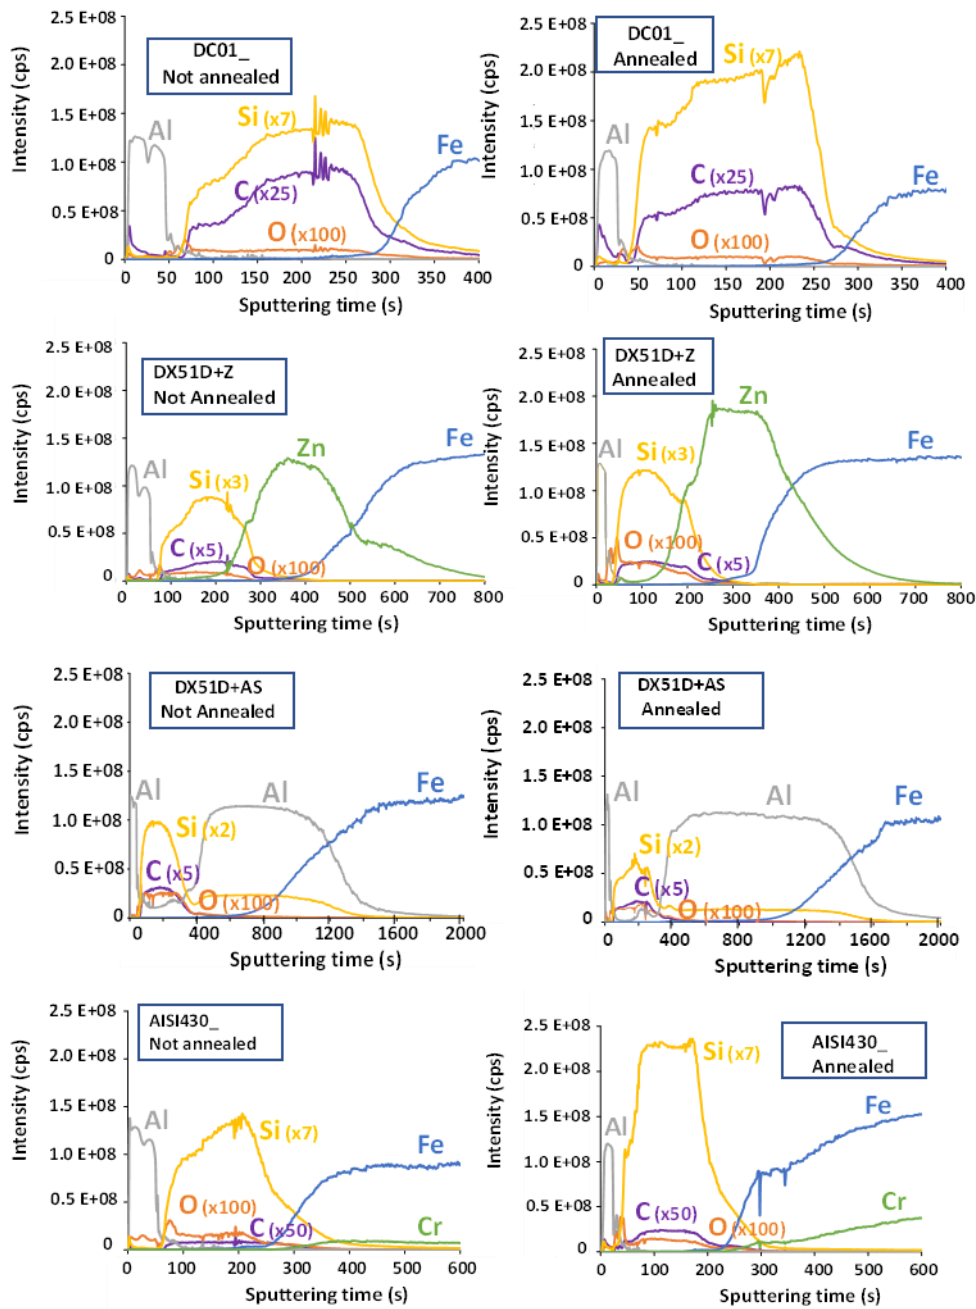 DC01_
Not annealed
Intensity (cps)
2.5 E+08
2.0 E+08
1.5 E+08
1.0 E+08
0.5 E+08
0
Al
Si (x7)
C (x25)
O (x100)
Fe
0 50 100 150 200 250 300 350 400
Sputtering time (s)
DC01_
Annealed
Intensity (cps)
2.5 E+08
2.0 E+08
1.5 E+08
1.0 E+08
0.5 E+08
0
Al
Si (x7)
C (x25)
O (x100)
Fe
0 50 100 150 200 250 300 350 400
Sputtering time (s)
DX51D+Z
Not Annealed
Intensity (cps)
2.5 E+08
2.0 E+08
1.5 E+08
1.0 E+08
0.5 E+08
0
Al
Si (x3)
Zn
Fe
C (x5)
O (x100)
0 100 200 300 400 500 600 700 800
Sputtering time (s)
DX51D+Z
Annealed
Intensity (cps)
2.5 E+08
2.0 E+08
1.5 E+08
1.0 E+08
0.5 E+08
0
Al
Si (x3)
Zn
Fe
O (x100)
C (x5)
0 100 200 300 400 500 600 700 800
Sputtering time (s)
DX51D+AS
Not Annealed
Intensity (cps)
2.5 E+08
2.0 E+08
1.5 E+08
1.0 E+08
0.5 E+08
0
Al
Si (x2)
C (x5)
O (x100)
Al
Fe
0 400 800 1200 1600 2000
Sputtering time (s)
DX51D+AS
Annealed
Intensity (cps)
2.5 E+08
2.0 E+08
1.5 E+08
1.0 E+08
0.5 E+08
0
Al
Si (x2)
C (x5)
O (x100)
Al
Fe
0 400 800 1200 1600 2000
Sputtering time (s)
AISI430_
Not annealed
Intensity (cps)
2.5 E+08
2.0 E+08
1.5 E+08
1.0 E+08
0.5 E+08
0
Al
Si (x7)
O (x100)
C (x50)
Fe
Cr
0 100 200 300 400 500 600
Sputtering time (s)
AISI430_
Annealed
Intensity (cps)
2.5 E+08
2.0 E+08
1.5 E+08
1.0 E+08
0.5 E+08
0
Al
Si (x7)
Fe
Cr
C (x50)
O (x100)
0 100 200 300 400 500 600
Sputtering time (s)